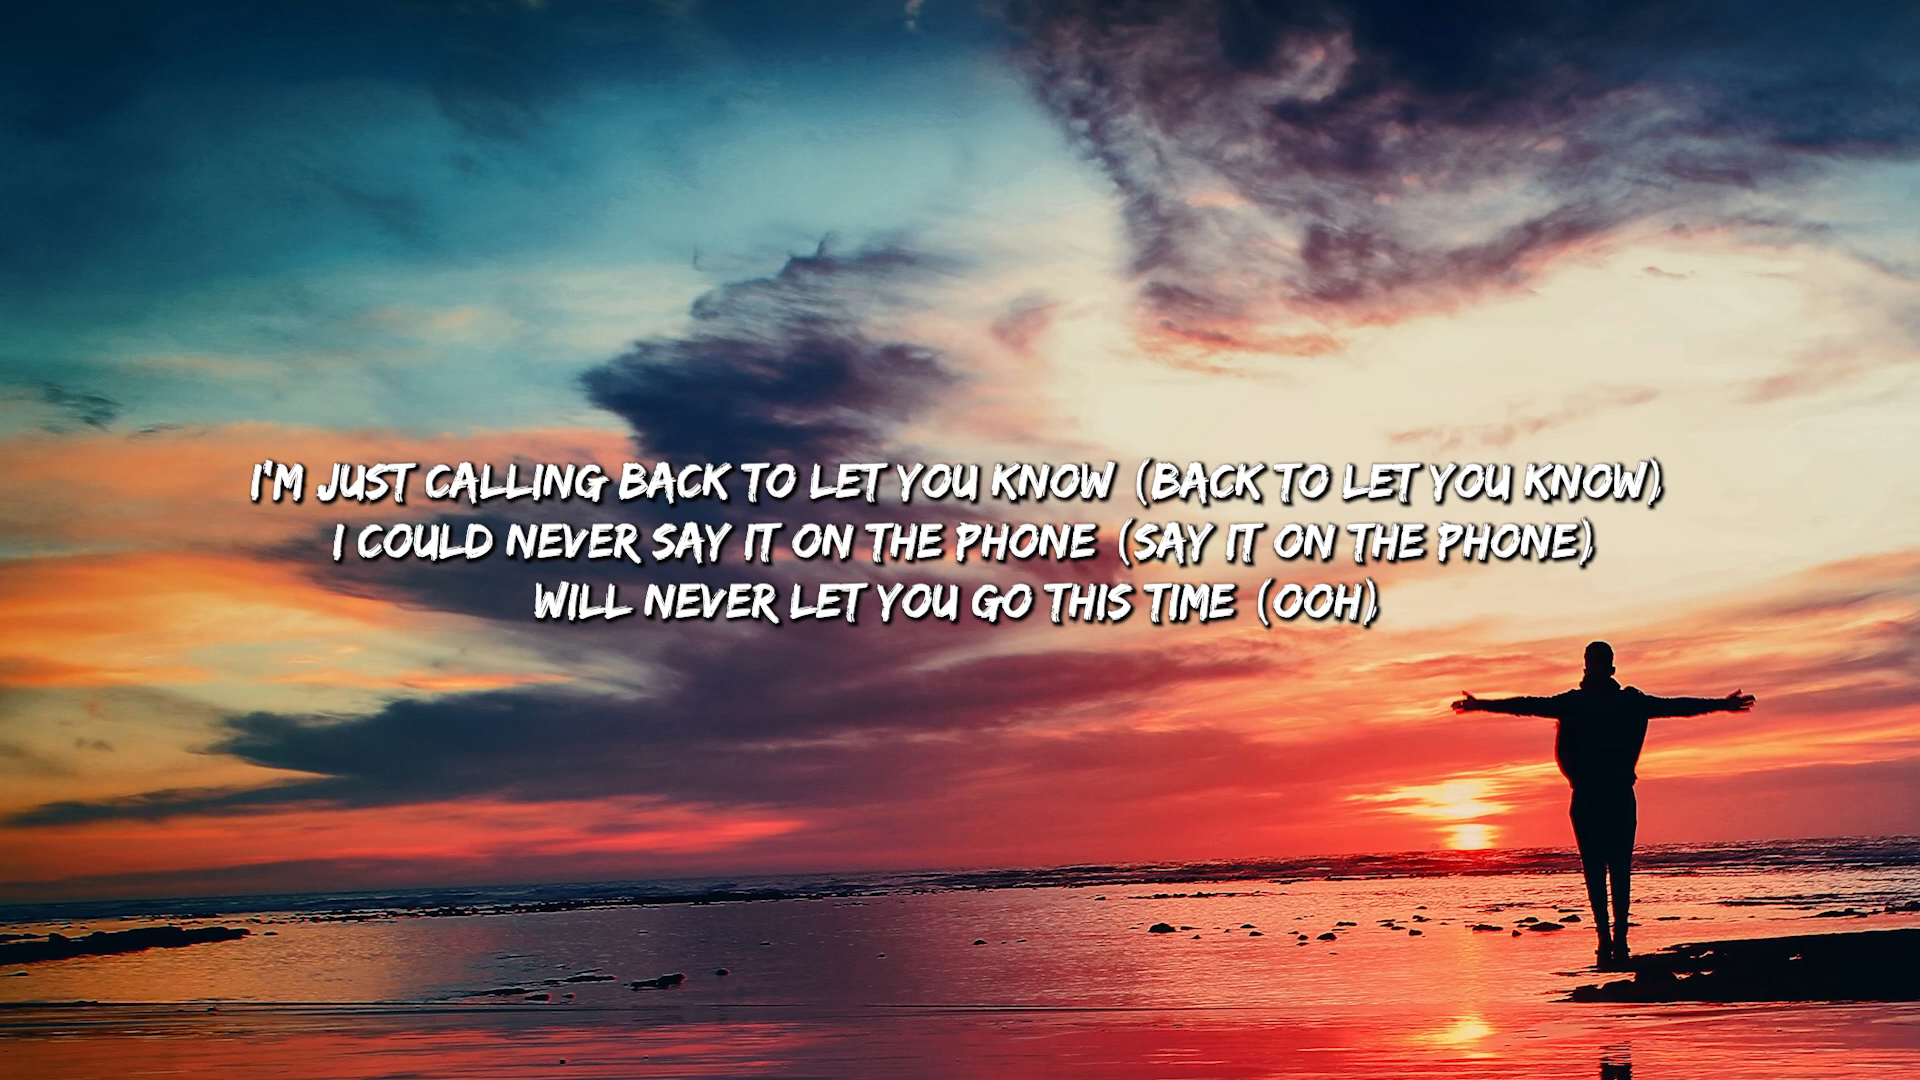 I'M JUST CALLING BACK TO LET YOU KNOW (BACK TO LET YOU KNOW)
I COULD NEVER SAY IT ON THE PHONE (SAY IT ON THE PHONE)
WILL NEVER LET YOU GO THIS TIME (OOH)